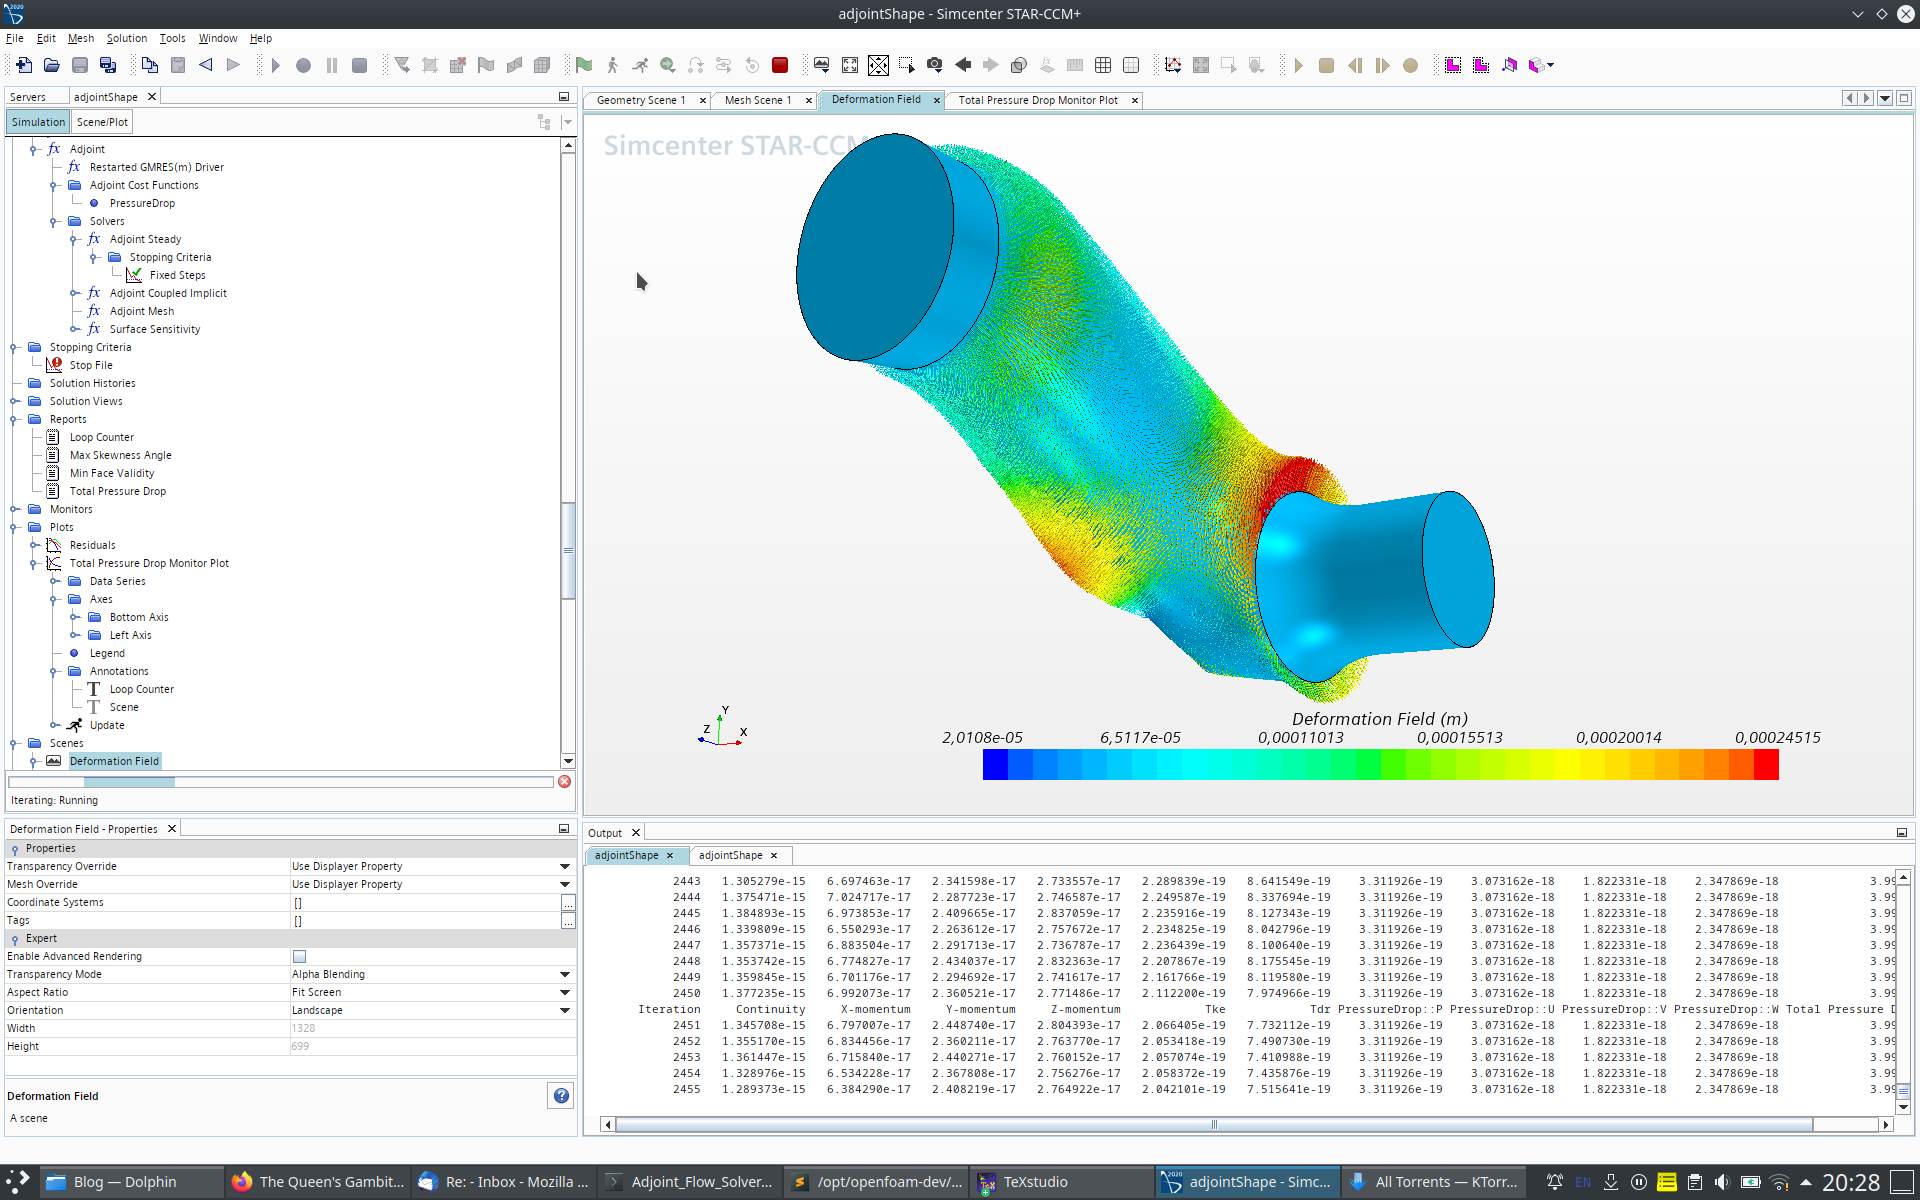 adjointShape - Simcenter STAR-CCM+
File Edit Mesh Solution Tools Window Help
Servers adjointShape
Simulation Scene/Plot
Adjoint
Restarted GMRES(m) Driver
Adjoint Cost Functions
PressureDrop
Solvers
Adjoint Steady
Stopping Criteria
Fixed Steps
Adjoint Coupled Implicit
Adjoint Mesh
Surface Sensitivity
Stopping Criteria
Stop File
Solution Histories
Solution Views
Reports
Loop Counter
Max Skewness Angle
Min Face Validity
Total Pressure Drop
Monitors
Plots
Residuals
Total Pressure Drop Monitor Plot
Data Series
Axes
Bottom Axis
Left Axis
Legend
Annotations
Loop Counter
Scene
Update
Scenes
Deformation Field
Iterating: Running
Deformation Field - Properties
Properties
Transparency Override Use Displayer Property
Mesh Override Use Displayer Property
Coordinate Systems []
Tags []
Expert
Enable Advanced Rendering
Transparency Mode Alpha Blending
Aspect Ratio Fit Screen
Orientation Landscape
Width 1328
Height 699
Deformation Field
A scene
Geometry Scene 1 Mesh Scene 1 Deformation Field Total Pressure Drop Monitor Plot
Simcenter STAR-CCM
Y
Z X
Deformation Field (m)
2,0108e-05 6,5117e-05 0,00011013 0,00015513 0,00020014 0,00024515
Output
adjointShape adjointShape
2443 1.305279e-15 6.697463e-17 2.341598e-17 2.733557e-17 2.289839e-19 8.641549e-19 3.311926e-19 3.073162e-18 1.822331e-18 2.347869e-18 3.99
2444 1.375471e-15 7.024717e-17 2.287723e-17 2.746587e-17 2.249587e-19 8.337694e-19 3.311926e-19 3.073162e-18 1.822331e-18 2.347869e-18 3.99
2445 1.384893e-15 6.973853e-17 2.409665e-17 2.837059e-17 2.235916e-19 8.127343e-19 3.311926e-19 3.073162e-18 1.822331e-18 2.347869e-18 3.99
2446 1.339809e-15 6.550293e-17 2.263612e-17 2.757672e-17 2.234825e-19 8.042796e-19 3.311926e-19 3.073162e-18 1.822331e-18 2.347869e-18 3.99
2447 1.357371e-15 6.883504e-17 2.291713e-17 2.736787e-17 2.236439e-19 8.100640e-19 3.311926e-19 3.073162e-18 1.822331e-18 2.347869e-18 3.99
2448 1.353742e-15 6.774827e-17 2.434037e-17 2.832363e-17 2.207867e-19 8.175545e-19 3.311926e-19 3.073162e-18 1.822331e-18 2.347869e-18 3.99
2449 1.359845e-15 6.701176e-17 2.294692e-17 2.741617e-17 2.161766e-19 8.119580e-19 3.311926e-19 3.073162e-18 1.822331e-18 2.347869e-18 3.99
2450 1.377235e-15 6.992073e-17 2.360521e-17 2.771486e-17 2.112200e-19 7.974966e-19 3.311926e-19 3.073162e-18 1.822331e-18 2.347869e-18 3.99
Iteration Continuity X-momentum Y-momentum Z-momentum Tke Tdr PressureDrop::P PressureDrop::U PressureDrop::V PressureDrop::W Total Pressure D
2451 1.345708e-15 6.797007e-17 2.448740e-17 2.804393e-17 2.066405e-19 7.732112e-19 3.311926e-19 3.073162e-18 1.822331e-18 2.347869e-18 3.99
2452 1.355170e-15 6.834456e-17 2.360211e-17 2.763770e-17 2.053418e-19 7.490730e-19 3.311926e-19 3.073162e-18 1.822331e-18 2.347869e-18 3.99
2453 1.361447e-15 6.715840e-17 2.440271e-17 2.760152e-17 2.057074e-19 7.410988e-19 3.311926e-19 3.073162e-18 1.822331e-18 2.347869e-18 3.99
2454 1.328976e-15 6.534228e-17 2.367808e-17 2.756276e-17 2.058372e-19 7.435876e-19 3.311926e-19 3.073162e-18 1.822331e-18 2.347869e-18 3.99
2455 1.289373e-15 6.384290e-17 2.408219e-17 2.764922e-17 2.042101e-19 7.515641e-19 3.311926e-19 3.073162e-18 1.822331e-18 2.347869e-18 3.99
Blog — Dolphin The Queen's Gambit... Re: - Inbox - Mozilla ... Adjoint_Flow_Solver... /opt/openfoam-dev/... TeXstudio adjointShape - Simc... All Torrents — KTorr... EN 20:28